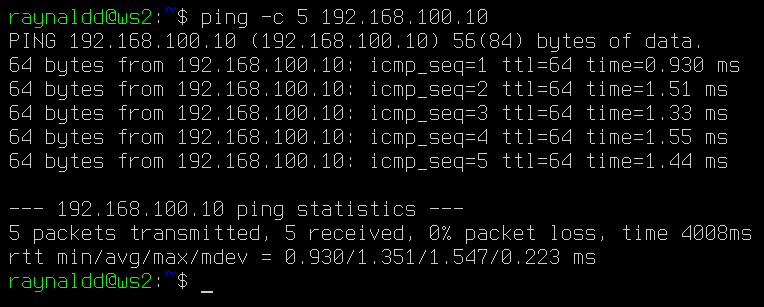 raynaldd@ws2:~$ ping -c 5 192.168.100.10
PING 192.168.100.10 (192.168.100.10) 56(84) bytes of data.
64 bytes from 192.168.100.10: icmp_seq=1 ttl=64 time=0.930 ms
64 bytes from 192.168.100.10: icmp_seq=2 ttl=64 time=1.51 ms
64 bytes from 192.168.100.10: icmp_seq=3 ttl=64 time=1.33 ms
64 bytes from 192.168.100.10: icmp_seq=4 ttl=64 time=1.55 ms
64 bytes from 192.168.100.10: icmp_seq=5 ttl=64 time=1.44 ms
--- 192.168.100.10 ping statistics ---
5 packets transmitted, 5 received, 0% packet loss, time 4008ms
rtt min/avg/max/mdev = 0.930/1.351/1.547/0.223 ms
raynaldd@ws2:~$ _